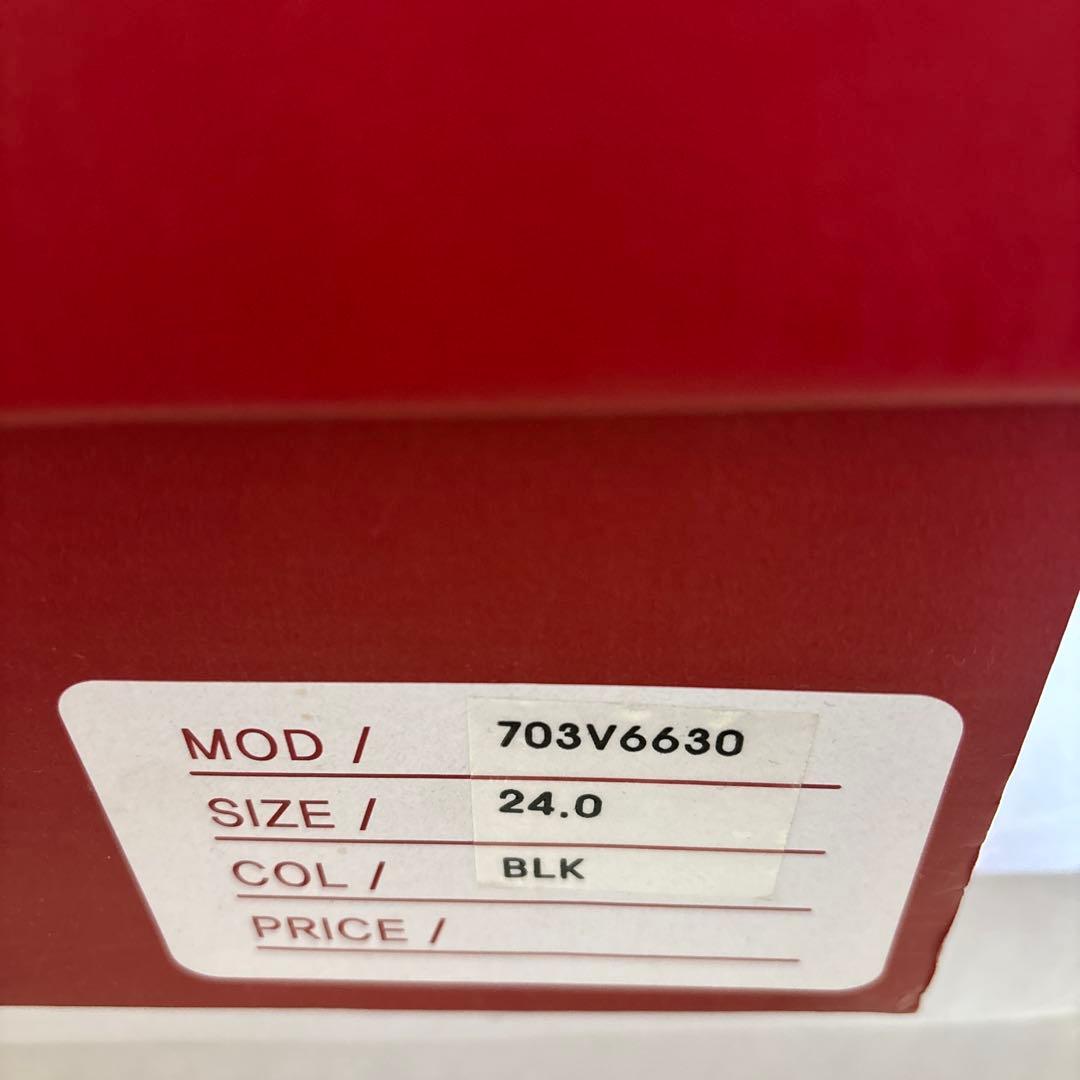 MOD / 703V6630
SIZE / 24.0
COL / BLK
PRICE /